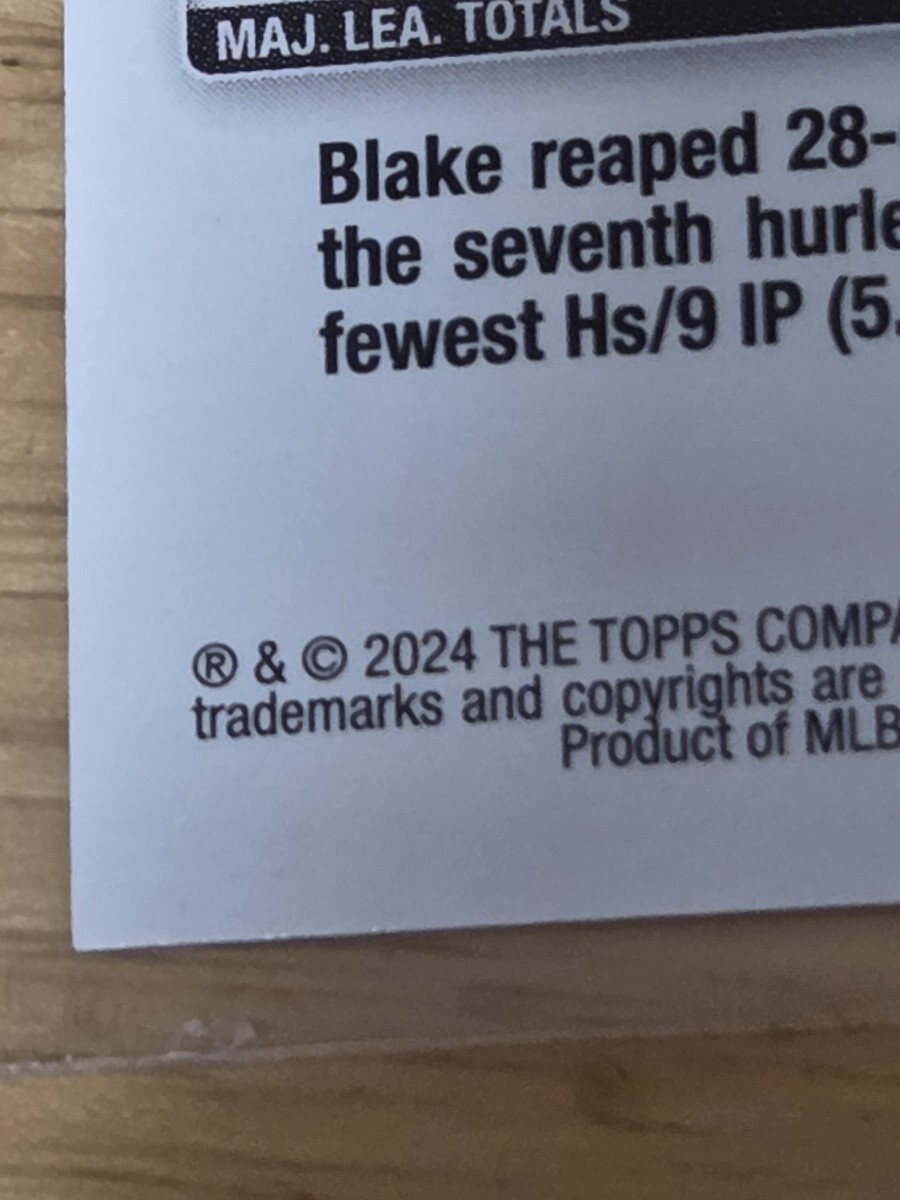 MAJ. LEA. TOTALS
Blake reaped 28-
the seventh hurle
fewest Hs/9 IP (5.
® & © 2024 THE TOPPS COMPA
trademarks and copyrights are
Product of MLB